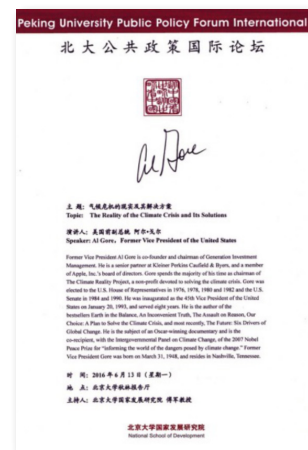 Peking University Public Policy Forum International
北大公共政策国际论坛
Al Gore
主 题: 气候危机的现实及其解决方案
Topic: The Reality of the Climate Crisis and Its Solutions
演讲人: 美国前副总统 阿尔•戈尔
Speaker: Al Gore, Former Vice President of the United States
Former Vice President Al Gore is co-founder and chairman of Generation Investment
Management. He is a senior partner at Kleiner Perkins Caufield & Byers, and a member
of Apple, Inc.'s board of directors. Gore spends the majority of his time as chairman of
The Climate Reality Project, a non-profit devoted to solving the climate crisis. Gore was
elected to the U.S. House of Representatives in 1976, 1978, 1980 and 1982 and the U.S.
Senate in 1984 and 1990. He was inaugurated as the 45th Vice President of the United
States on January 20, 1993, and served eight years. He is the author of the
bestsellers Earth in the Balance, An Inconvenient Truth, The Assault on Reason, Our
Choice: A Plan to Solve the Climate Crisis, and most recently, The Future: Six Drivers of
Global Change. He is the subject of an Oscar-winning documentary and is the
co-recipient, with the Intergovernmental Panel on Climate Change, of the 2007 Nobel
Peace Prize for "informing the world of the dangers posed by climate change." Former
Vice President Gore was born on March 31, 1948, and resides in Nashville, Tennessee.
时 间: 2016 年 6 月 13 日 (星期一)
地 点: 北京大学秋林报告厅
主持人: 北京大学国家发展研究院 傅军教授
北京大学国家发展研究院
National School of Development